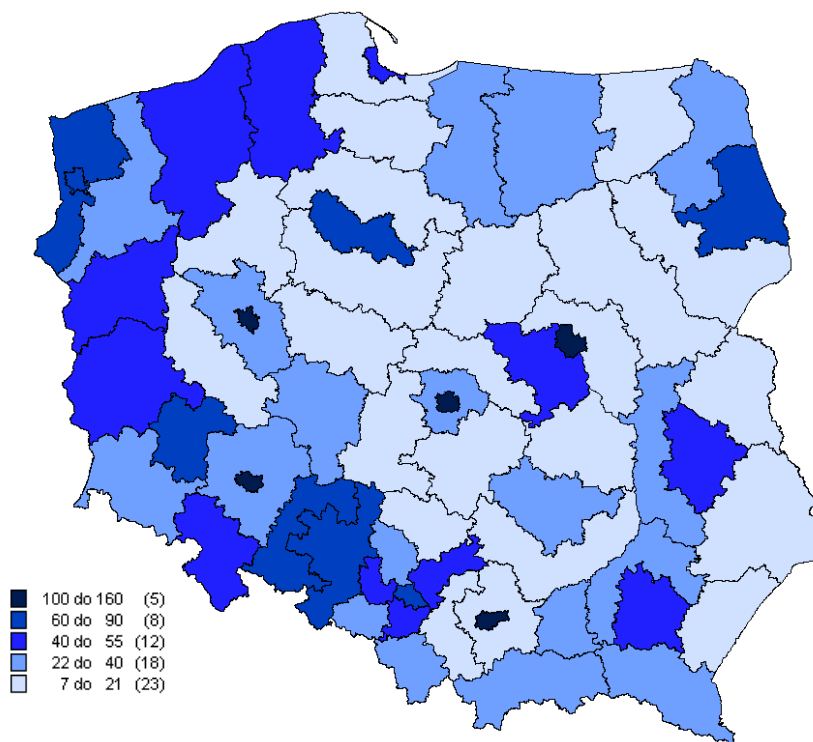 100 do 160 (5)
60 do 90 (8)
40 do 55 (12)
22 do 40 (18)
7 do 21 (23)